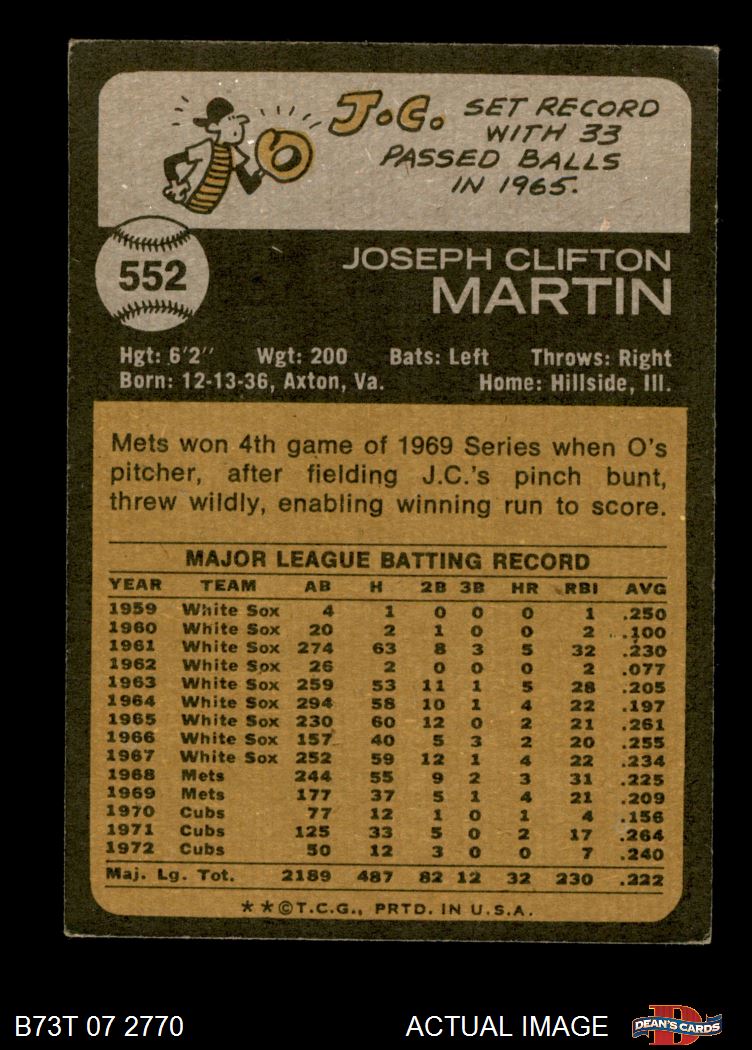 J.C. SET RECORD
WITH 33
PASSED BALLS
IN 1965.
552
JOSEPH CLIFTON
MARTIN
Hgt: 6'2" Wgt: 200 Bats: Left Throws: Right
Born: 12-13-36, Axton, Va. Home: Hillside, Ill.
Mets won 4th game of 1969 Series when O's
pitcher, after fielding J.C.'s pinch bunt,
threw wildly, enabling winning run to score.
MAJOR LEAGUE BATTING RECORD
YEAR TEAM AB H 2B 3B HR RBI AVG
1959 White Sox 4 1 0 0 0 1 .250
1960 White Sox 20 2 1 0 0 2 .100
1961 White Sox 274 63 8 3 5 32 .230
1962 White Sox 26 2 0 0 0 2 .077
1963 White Sox 259 53 11 1 5 28 .205
1964 White Sox 294 58 10 1 4 22 .197
1965 White Sox 230 60 12 0 2 21 .261
1966 White Sox 157 40 5 3 2 20 .255
1967 White Sox 252 59 12 1 4 22 .234
1968 Mets 244 55 9 2 3 31 .225
1969 Mets 177 37 5 1 4 21 .209
1970 Cubs 77 12 1 0 1 4 .156
1971 Cubs 125 33 5 0 2 17 .264
1972 Cubs 50 12 3 0 0 7 .240
Maj. Lg. Tot. 2189 487 82 12 32 230 .222
**©T.C.G., PRTD. IN U.S.A.
B73T 07 2770 ACTUAL IMAGE D DEAN'S CARDS